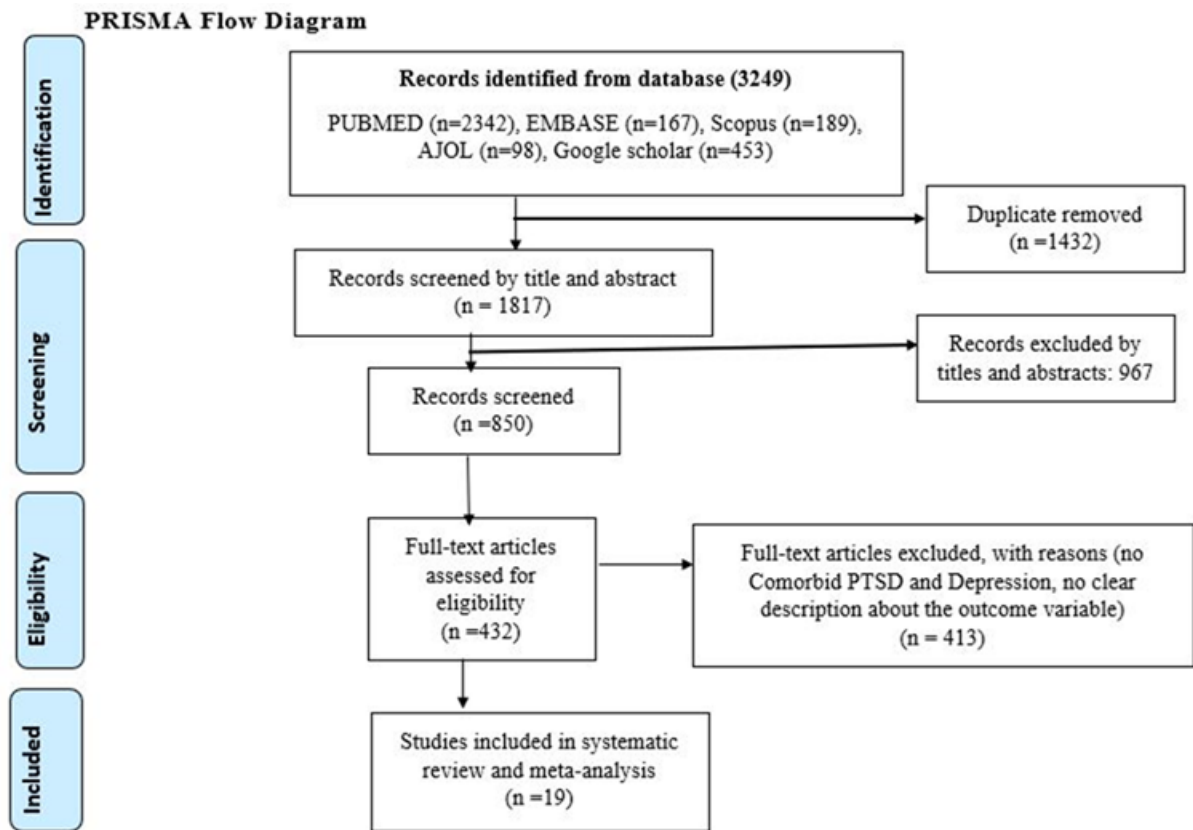 PRISMA Flow Diagram
Identification
Records identified from database (3249)
PUBMED (n=2342), EMBASE (n=167), Scopus (n=189),
AJOL (n=98), Google scholar (n=453)
Duplicate removed
(n =1432)
Screening
Records screened by title and abstract
(n = 1817)
Records excluded by
titles and abstracts: 967
Records screened
(n =850)
Eligibility
Full-text articles
assessed for
eligibility
(n =432)
Full-text articles excluded, with reasons (no
Comorbid PTSD and Depression, no clear
description about the outcome variable)
(n = 413)
Included
Studies included in systematic
review and meta-analysis
(n =19)